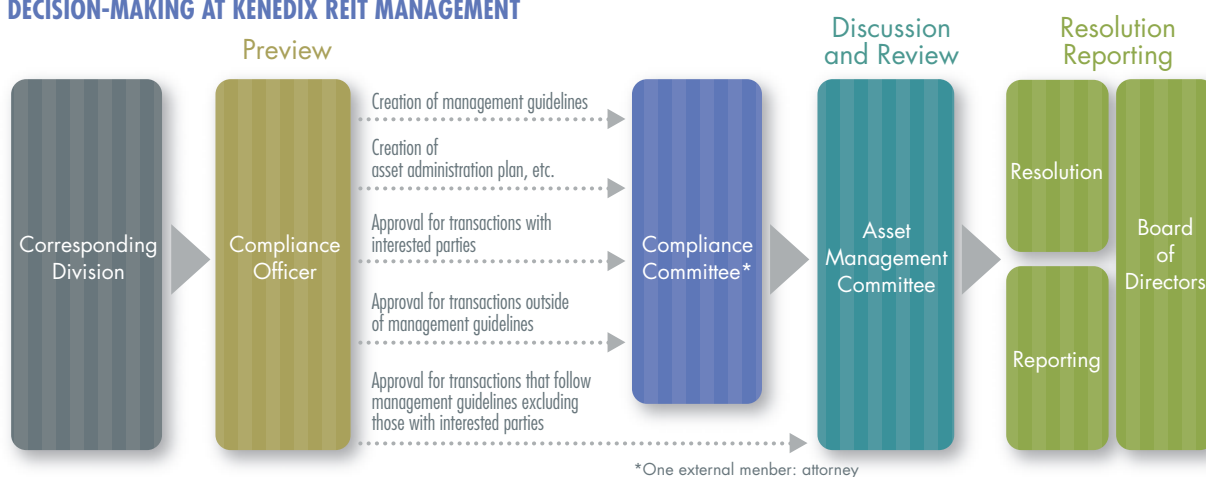 DECISION-MAKING AT KENEDIX REIT MANAGEMENT
Preview
Discussion
and Review
Resolution
Reporting
Corresponding
Division
Compliance
Officer
Creation of management guidelines
Creation of
asset administration plan, etc.
Approval for transactions with
interested parties
Approval for transactions outside
of management guidelines
Approval for transactions that follow
management guidelines excluding
those with interested parties
Compliance
Committee*
Asset
Management
Committee
Resolution
Reporting
Board
of
Directors
*One external menber: attorney